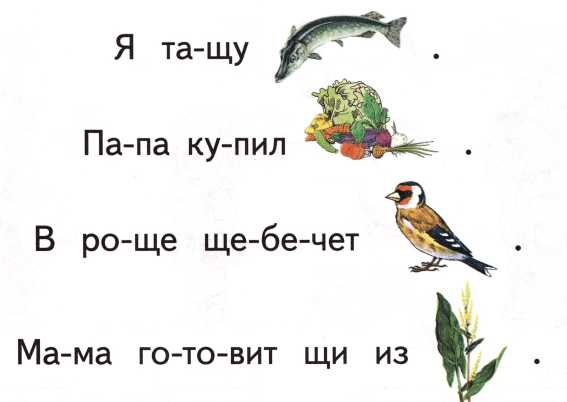 Я та-щу .
Па-па ку-пил .
В ро-ще ще-бе-чет .
Ма-ма го-то-вит щи из .